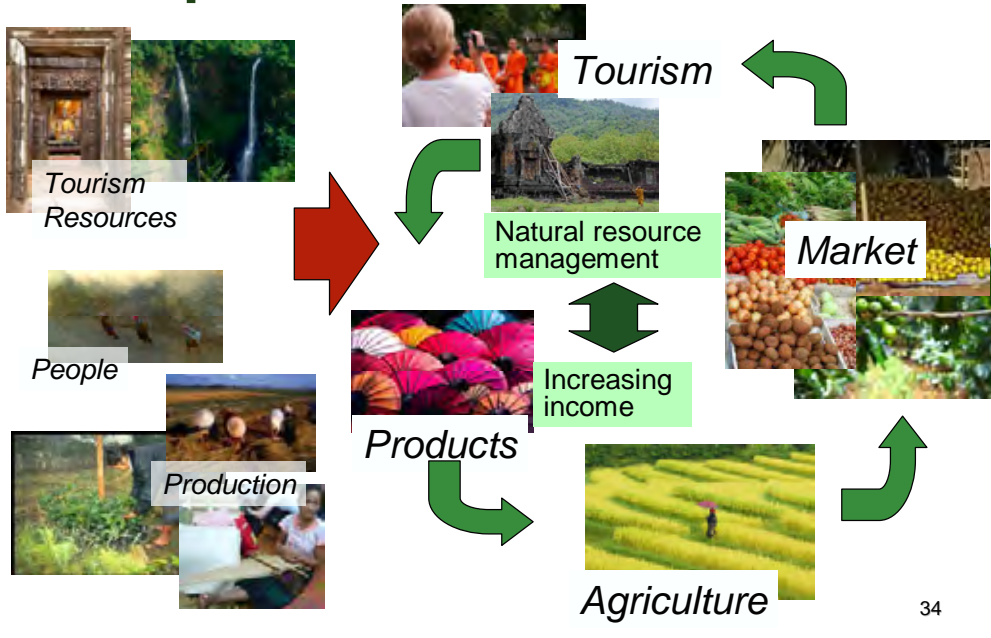 Tourism
Tourism
Resources
Natural resource
management
Market
People
Increasing
income
Products
Production
Agriculture
34